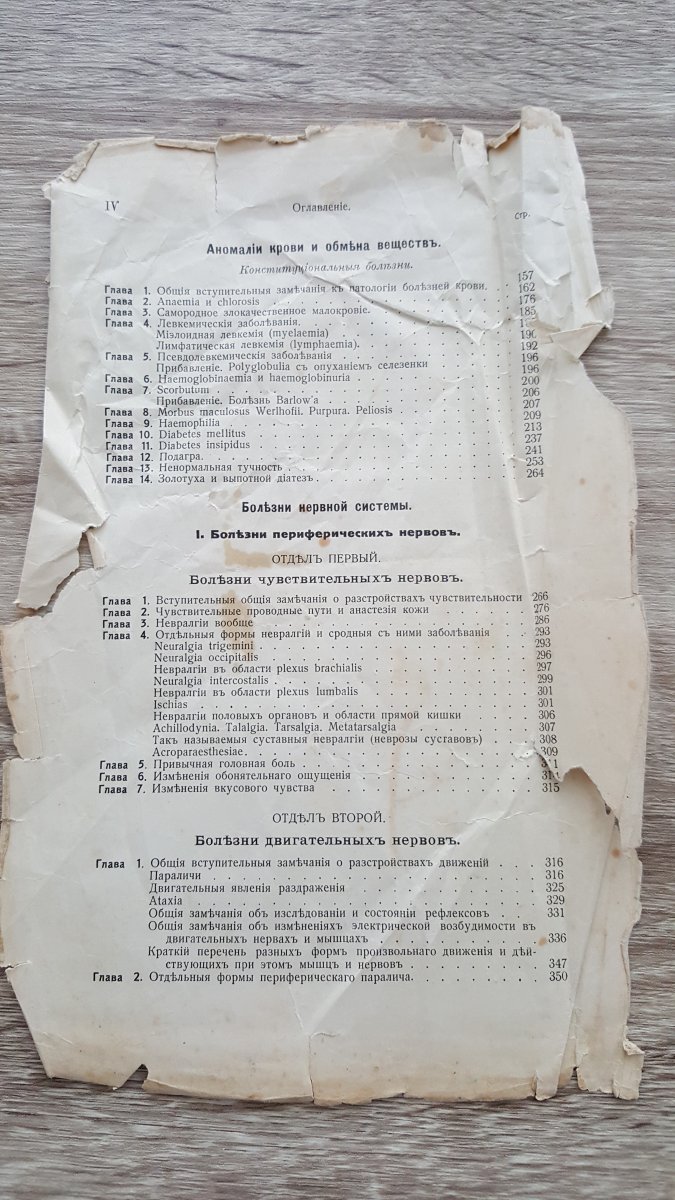 IV
Оглавленіе.
стр.
Аномаліи крови и обмѣна веществъ.
Конституціональныя болѣзни.
Глава 1. Общія вступительныя замѣчанія къ патологіи болѣзней крови. 157
Глава 2. Anaemia и chlorosis 162
Глава 3. Самородное злокачественное малокровіе. 176
Глава 4. Левкемическія заболѣванія. 185
Міэлоидная левкемія (myelaemia)
Лимфатическая левкемія (lymphaemia). 190
Глава 5. Псевдолевкемическія заболѣванія 192
Прибавленіе. Polyglobulia съ опуханіемъ селезенки 196
Глава 6. Haemoglobinaemia и haemoglobinuria 196
Глава 7. Scorbutum 200
Прибавленіе. Болѣзнь Barlow'a 206
Глава 8. Morbus maculosus Werlhofii. Purpura. Peliosis 207
Глава 9. Haemophilia 209
Глава 10. Diabetes mellitus 213
Глава 11. Diabetes insipidus 237
Глава 12. Подагра. 241
Глава 13. Ненормальная тучность 253
Глава 14. Золотуха и выпотной діатезъ. 264
Болѣзни нервной системы.
I. Болѣзни периферическихъ нервовъ.
ОТДѢЛЪ ПЕРВЫЙ.
Болѣзни чувствительныхъ нервовъ.
Глава 1. Вступительныя общія замѣчанія о разстройствахъ чувствительности 266
Глава 2. Чувствительные проводные пути и анастезія кожи 276
Глава 3. Невралгіи вообще 286
Глава 4. Отдѣльныя формы невралгій и сродныя съ ними заболѣванія 293
Neuralgia trigemini 293
Neuralgia occipitalis 296
Невралгіи въ области plexus brachialis 297
Neuralgia intercostalis 299
Невралгіи въ области plexus lumbalis 301
Ischias 301
Невралгіи половыхъ органовъ и области прямой кишки 306
Achillodynia. Talalgia. Tarsalgia. Metatarsalgia 307
Такъ называемыя суставныя невралгіи (неврозы суставовъ) 308
Acroparaesthesiae. 309
Глава 5. Привычная головная боль
Глава 6. Измѣненія обонятельнаго ощущенія
Глава 7. Измѣненія вкусового чувства 315
ОТДѢЛЪ ВТОРОЙ.
Болѣзни двигательныхъ нервовъ.
Глава 1. Общія вступительныя замѣчанія о разстройствахъ движеній 316
Параличи 316
Двигательныя явленія раздраженія 325
Ataxia 329
Общія замѣчанія объ изслѣдованіи и состояніи рефлексовъ 331
Общія замѣчанія объ измѣненіяхъ электрической возбудимости въ
двигательныхъ нервахъ и мышцахъ 336
Краткій перечень разныхъ формъ произвольнаго движенія и дѣй-
ствующихъ при этомъ мышцъ и нервовъ 347
Глава 2. Отдѣльныя формы периферическаго паралича. 350